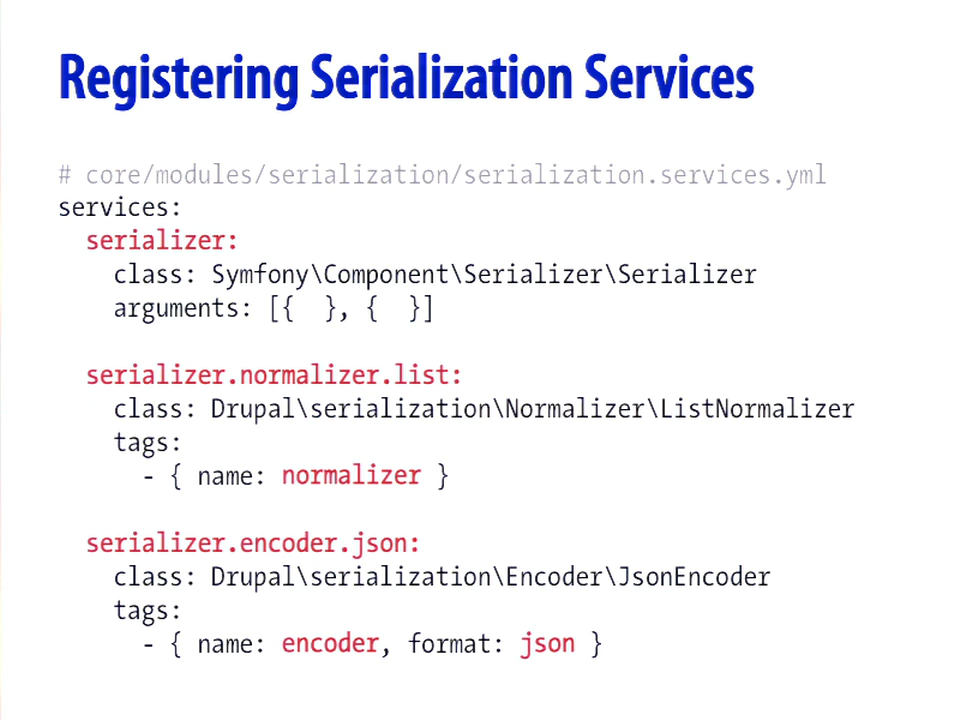 Registering Serialization Services
# core/modules/serialization/serialization.services.yml
services:
  serializer:
    class: Symfony\Component\Serializer\Serializer
    arguments: [{  }, {  }]
  serializer.normalizer.list:
    class: Drupal\serialization\Normalizer\ListNormalizer
    tags:
      - { name: normalizer }
  serializer.encoder.json:
    class: Drupal\serialization\Encoder\JsonEncoder
    tags:
      - { name: encoder, format: json }